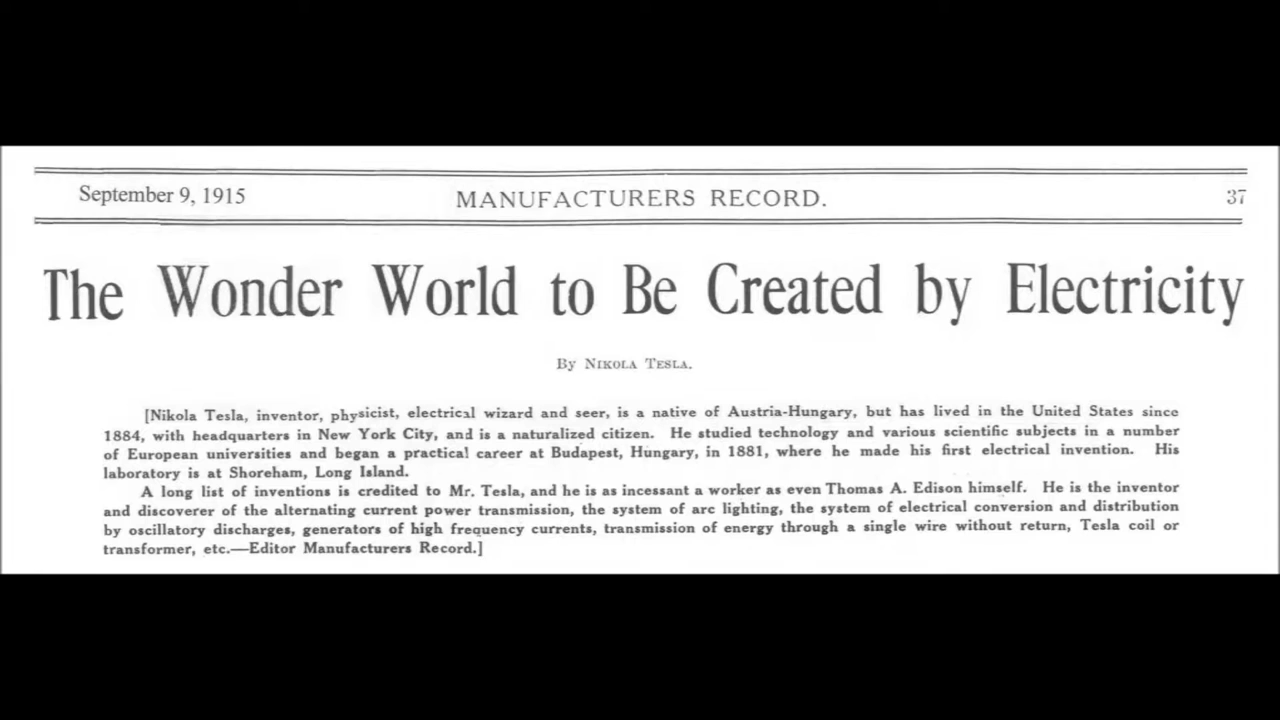 September 9, 1915 MANUFACTURERS RECORD. 37
The Wonder World to Be Created by Electricity
By NIKOLA TESLA.
[Nikola Tesla, inventor, physicist, electrical wizard and seer, is a native of Austria-Hungary, but has lived in the United States since
1884, with headquarters in New York City, and is a naturalized citizen. He studied technology and various scientific subjects in a number
of European universities and began a practical career at Budapest, Hungary, in 1881, where he made his first electrical invention. His
laboratory is at Shoreham, Long Island.
A long list of inventions is credited to Mr. Tesla, and he is as incessant a worker as even Thomas A. Edison himself. He is the inventor
and discoverer of the alternating current power transmission, the system of arc lighting, the system of electrical conversion and distribution
by oscillatory discharges, generators of high frequency currents, transmission of energy through a single wire without return, Tesla coil or
transformer, etc.—Editor Manufacturers Record.]